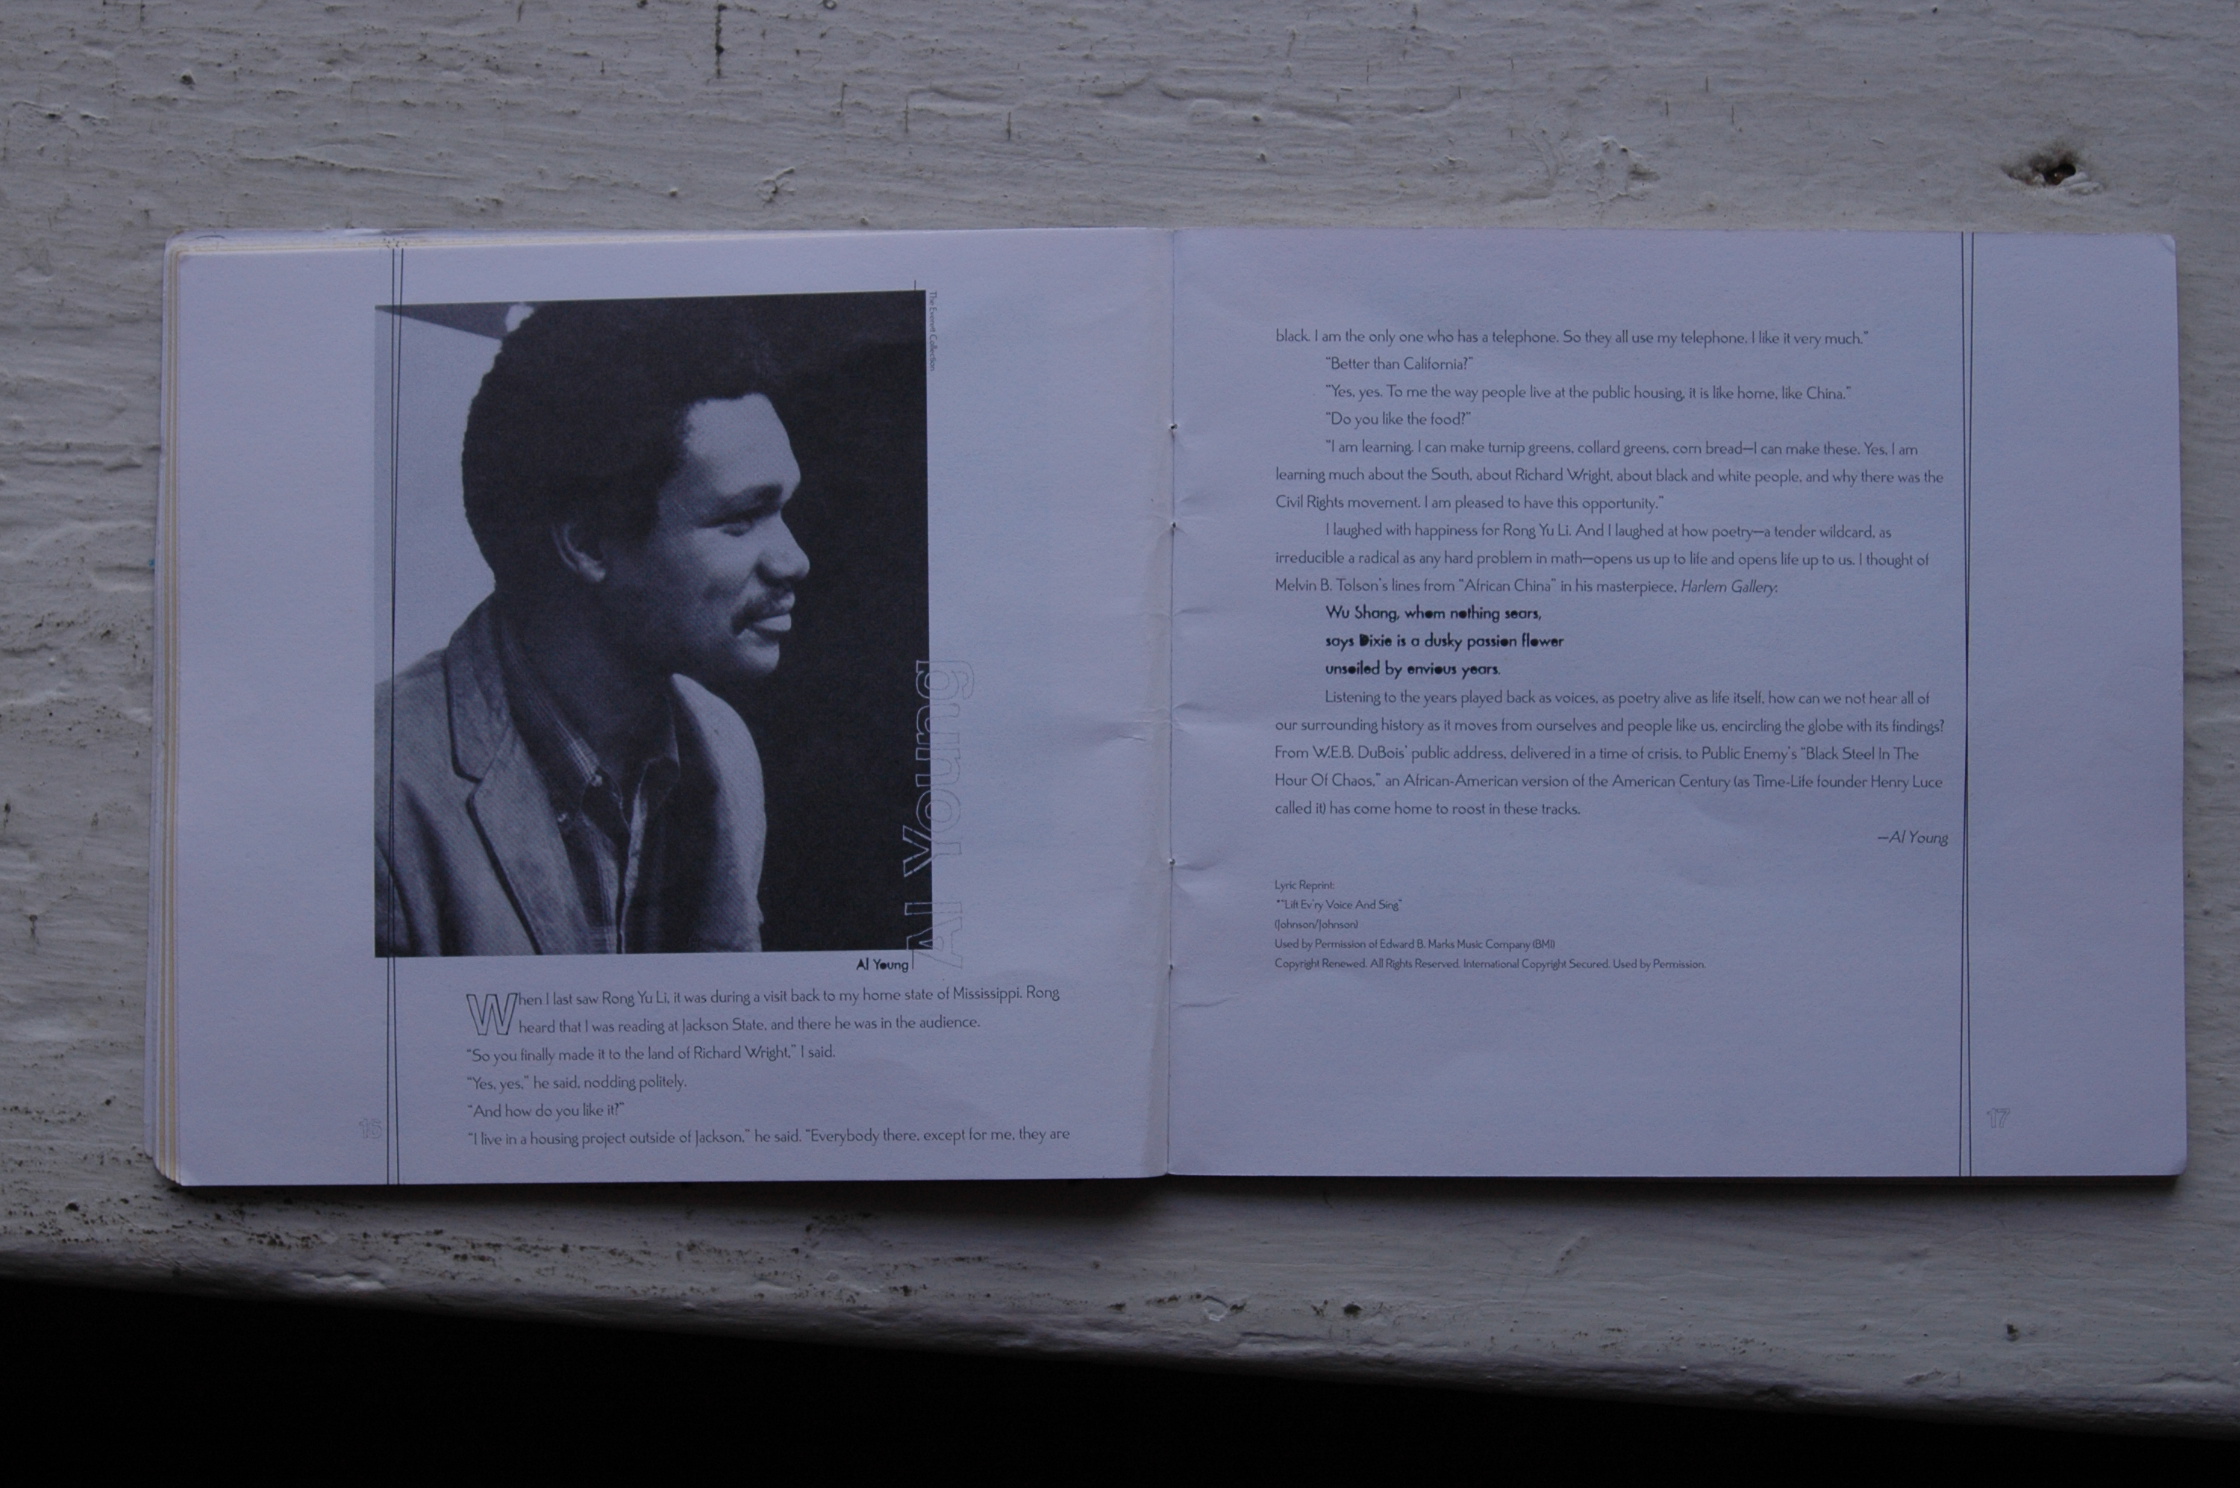 The Everett Collection
Al Young
Al Young
When I last saw Rong Yu Li, it was during a visit back to my home state of Mississippi. Rong
heard that I was reading at Jackson State, and there he was in the audience.
"So you finally made it to the land of Richard Wright," I said.
"Yes, yes," he said, nodding politely.
"And how do you like it?"
"I live in a housing project outside of Jackson," he said. "Everybody there, except for me, they are
16
black. I am the only one who has a telephone. So they all use my telephone. I like it very much."
"Better than California?"
"Yes, yes. To me the way people live at the public housing, it is like home, like China."
"Do you like the food?"
"I am learning. I can make turnip greens, collard greens, corn bread—I can make these. Yes, I am
learning much about the South, about Richard Wright, about black and white people, and why there was the
Civil Rights movement. I am pleased to have this opportunity."
I laughed with happiness for Rong Yu Li. And I laughed at how poetry—a tender wildcard, as
irreducible a radical as any hard problem in math—opens us up to life and opens life up to us. I thought of
Melvin B. Tolson's lines from "African China" in his masterpiece, Harlem Gallery:
Wu Shang, whom nothing sears,
says Dixie is a dusky passion flower
unsoiled by envious years.
Listening to the years played back as voices, as poetry alive as life itself, how can we not hear all of
our surrounding history as it moves from ourselves and people like us, encircling the globe with its findings?
From W.E.B. DuBois' public address, delivered in a time of crisis, to Public Enemy's "Black Steel In The
Hour Of Chaos," an African-American version of the American Century (as Time-Life founder Henry Luce
called it) has come home to roost in these tracks.
—Al Young
Lyric Reprint:
*"Lift Ev'ry Voice And Sing"
(Johnson/Johnson)
Used by Permission of Edward B. Marks Music Company (BMI)
Copyright Renewed. All Rights Reserved. International Copyright Secured. Used by Permission.
17